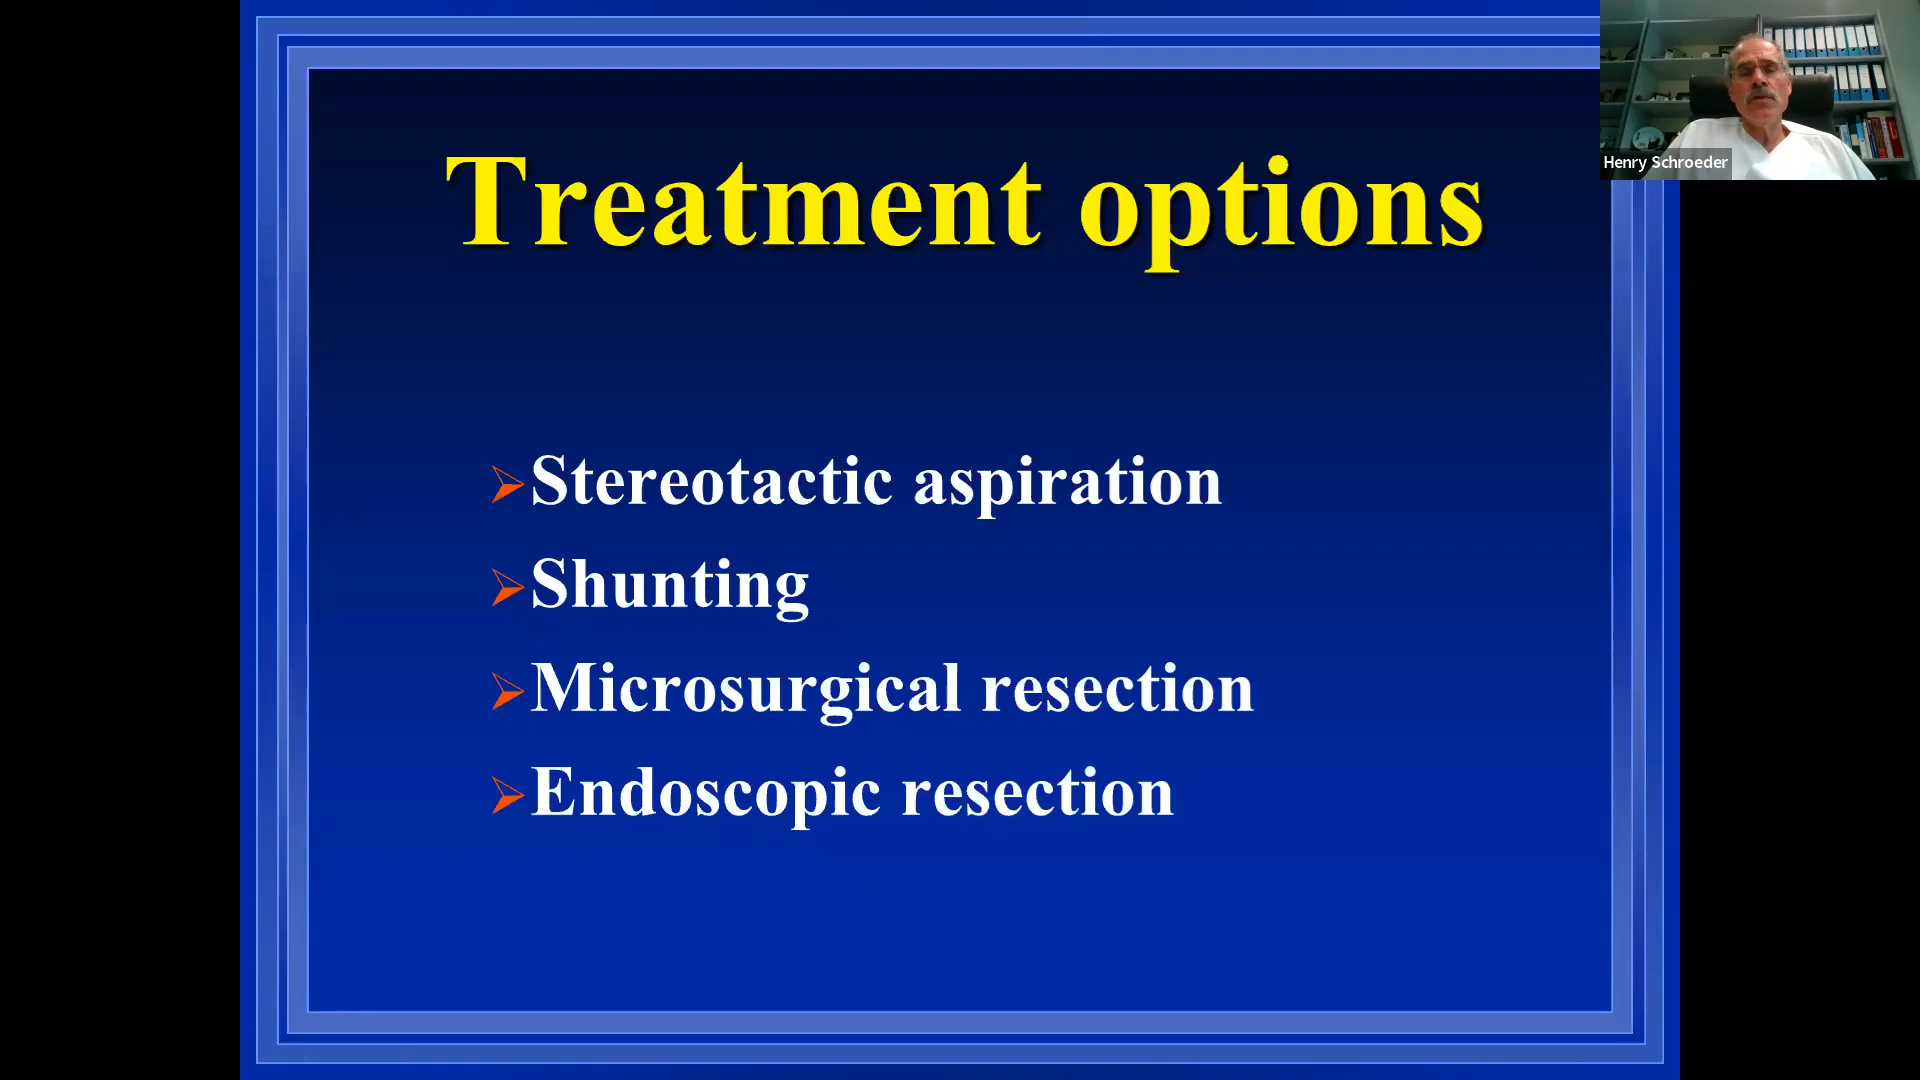 Treatment options
Henry Schroeder
Stereotactic aspiration
Shunting
Microsurgical resection
Endoscopic resection